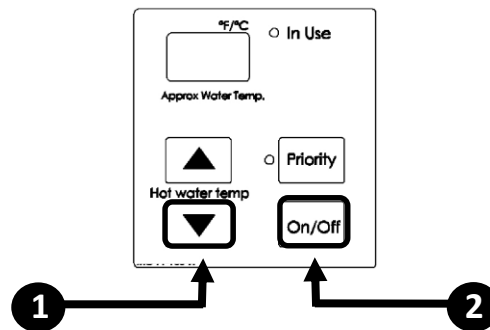 °F/°C
In Use
Approx Water Temp.
Priority
Hot water temp
On/Off
1
2